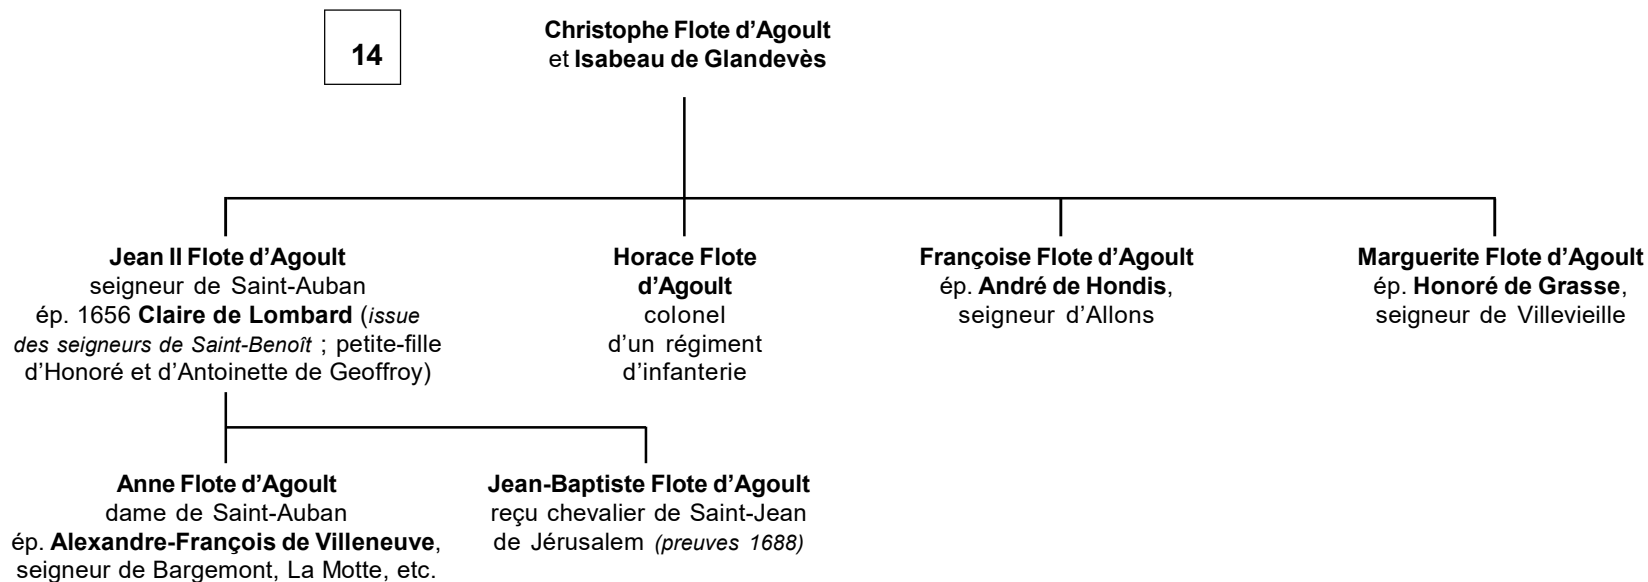 14
Christophe Flote d’Agoult
et Isabeau de Glandevès
Jean II Flote d’Agoult
seigneur de Saint-Auban
ép. 1656 Claire de Lombard (issue
des seigneurs de Saint-Benoît ; petite-fille
d’Honoré et d’Antoinette de Geoffroy)
Horace Flote
d’Agoult
colonel
d’un régiment
d’infanterie
Françoise Flote d’Agoult
ép. André de Hondis,
seigneur d’Allons
Marguerite Flote d’Agoult
ép. Honoré de Grasse,
seigneur de Villevieille
Anne Flote d’Agoult
dame de Saint-Auban
ép. Alexandre-François de Villeneuve,
seigneur de Bargemont, La Motte, etc.
Jean-Baptiste Flote d’Agoult
reçu chevalier de Saint-Jean
de Jérusalem (preuves 1688)